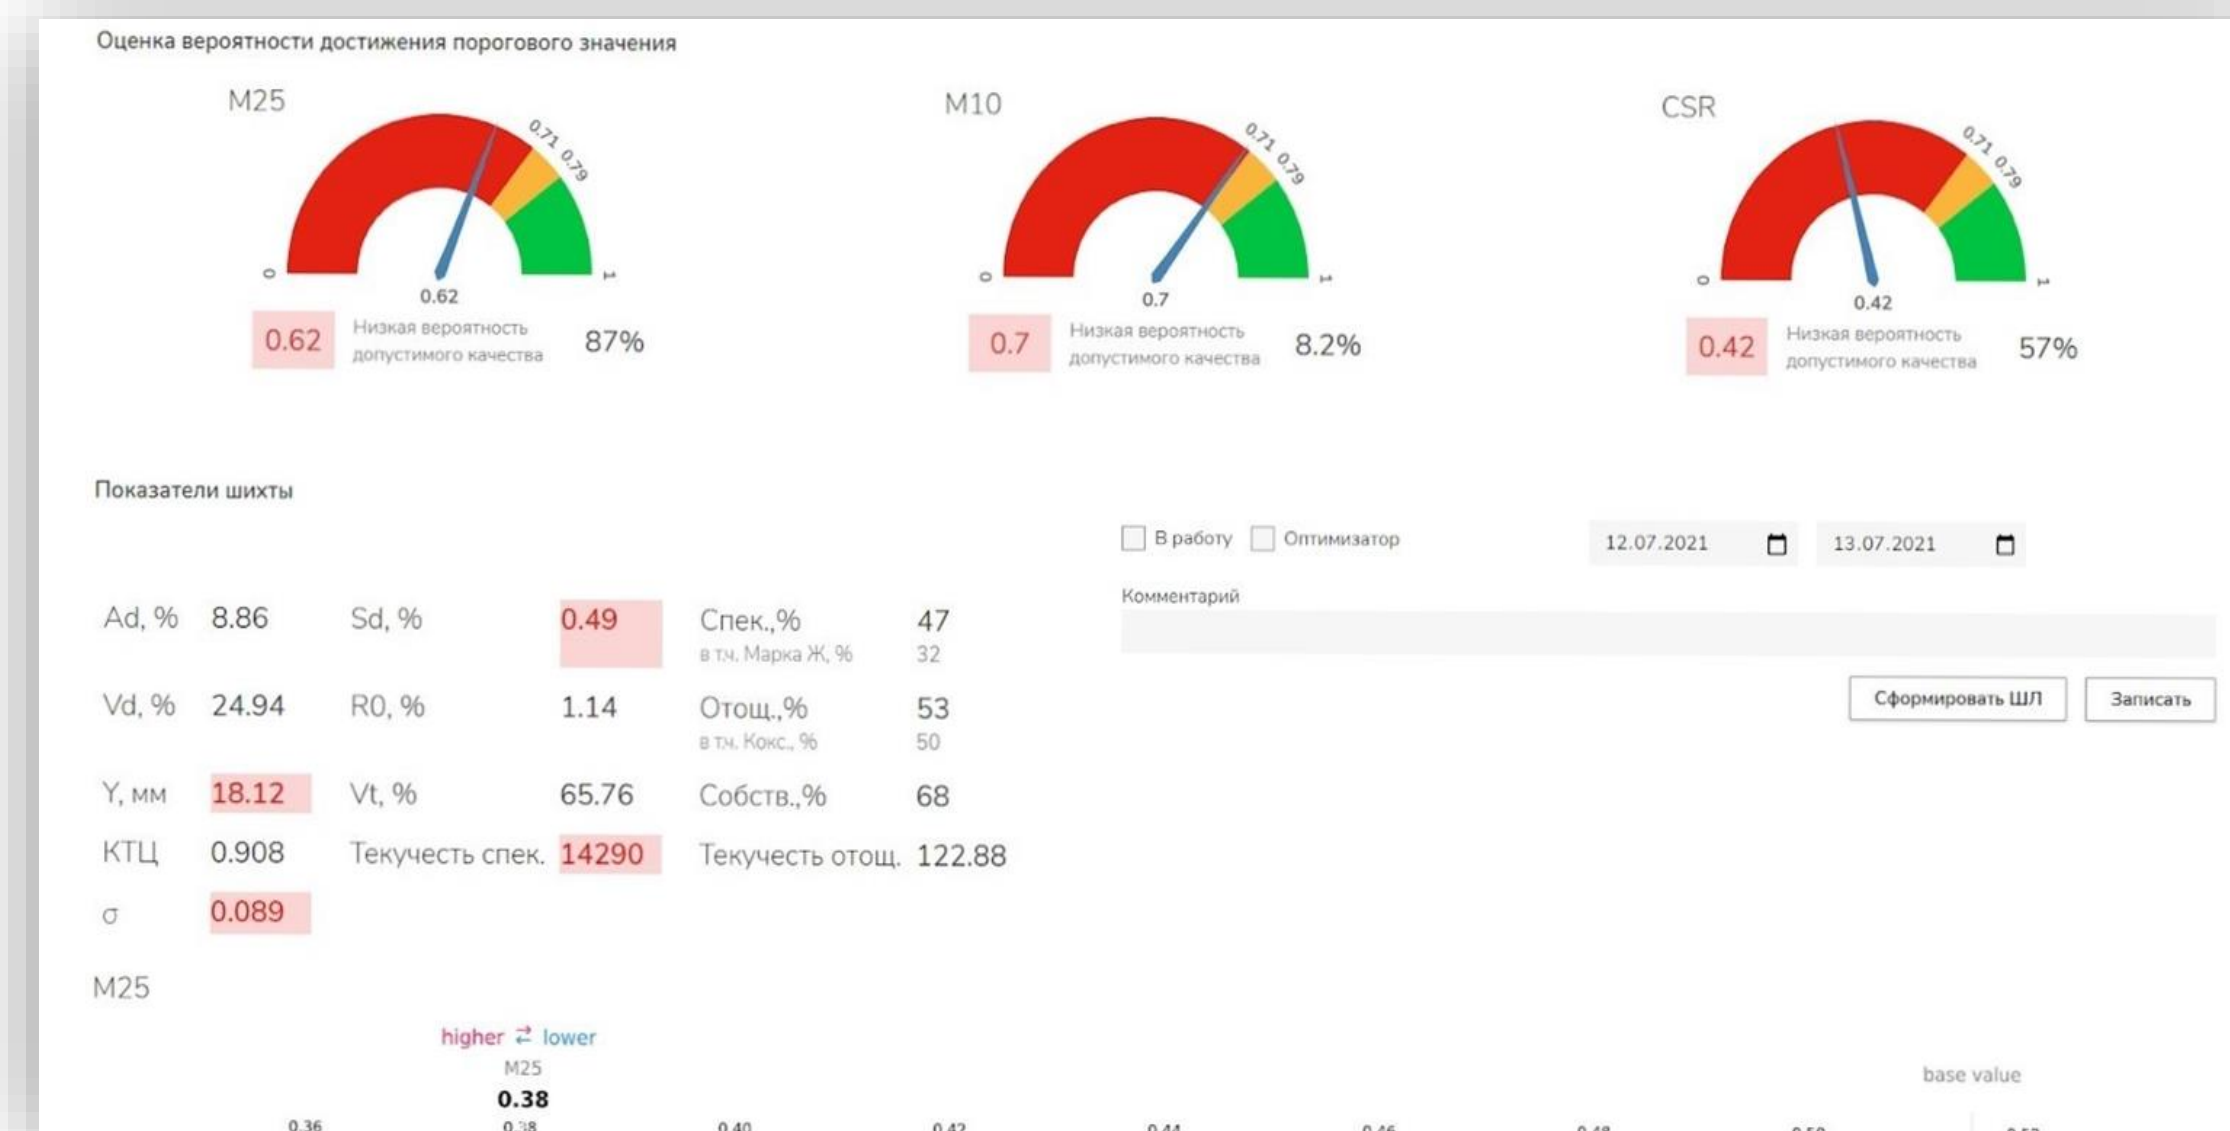 Оценка вероятности достижения порогового значения
M25
0
0.71
0.79
1
0.62
0.62
Низкая вероятность
допустимого качества
87%
M10
0
0.71
0.79
1
0.7
0.7
Низкая вероятность
допустимого качества
8.2%
CSR
0
0.71
0.79
1
0.42
0.42
Низкая вероятность
допустимого качества
57%
Показатели шихты
В работу Оптимизатор 12.07.2021 13.07.2021
Комментарий
Сформировать ШЛ Записать
Ad, % 8.86 Sd, % 0.49 Спек.,% 47
в т.ч. Марка Ж, % 32
Vd, % 24.94 R0, % 1.14 Отощ.,% 53
в т.ч. Кокс., % 50
Y, мм 18.12 Vt, % 65.76 Собств.,% 68
КТЦ 0.908 Текучесть спек. 14290 Текучесть отощ. 122.88
σ 0.089
M25
higher ⇄ lower
M25
base value
0.38
0.36 0.38 0.40 0.42 0.44 0.46 0.48 0.50 0.52